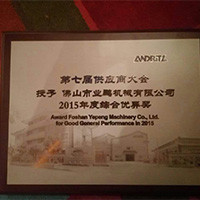 ANDRITZ
第七届供应商大会
授予 佛山市业鹏机械有限公司
2015年度综合优异奖
Award Foshan Yepeng Machinery Co., Ltd.
for Good General Performance in 2015